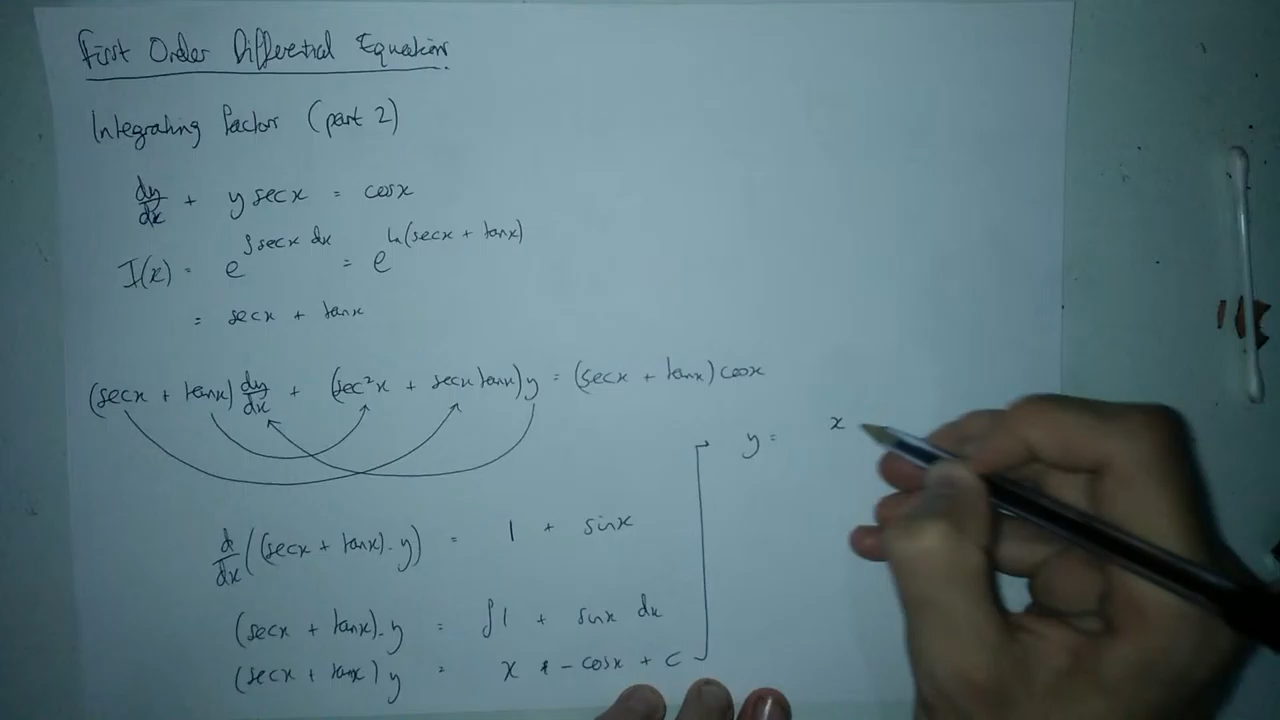 First Order Differential Equation
Integrating Factor (part 2)
dy/dx + y secx = cosx
I(x) = e^∫secx dx = e^ln(secx + tanx)
= secx + tanx
(secx + tanx) dy/dx + (sec²x + secx tanx)y = (secx + tanx) cosx
d/dx((secx + tanx).y) = 1 + sinx
(secx + tanx).y = ∫1 + sinx dx
(secx + tanx)y = x - cosx + c
y = x